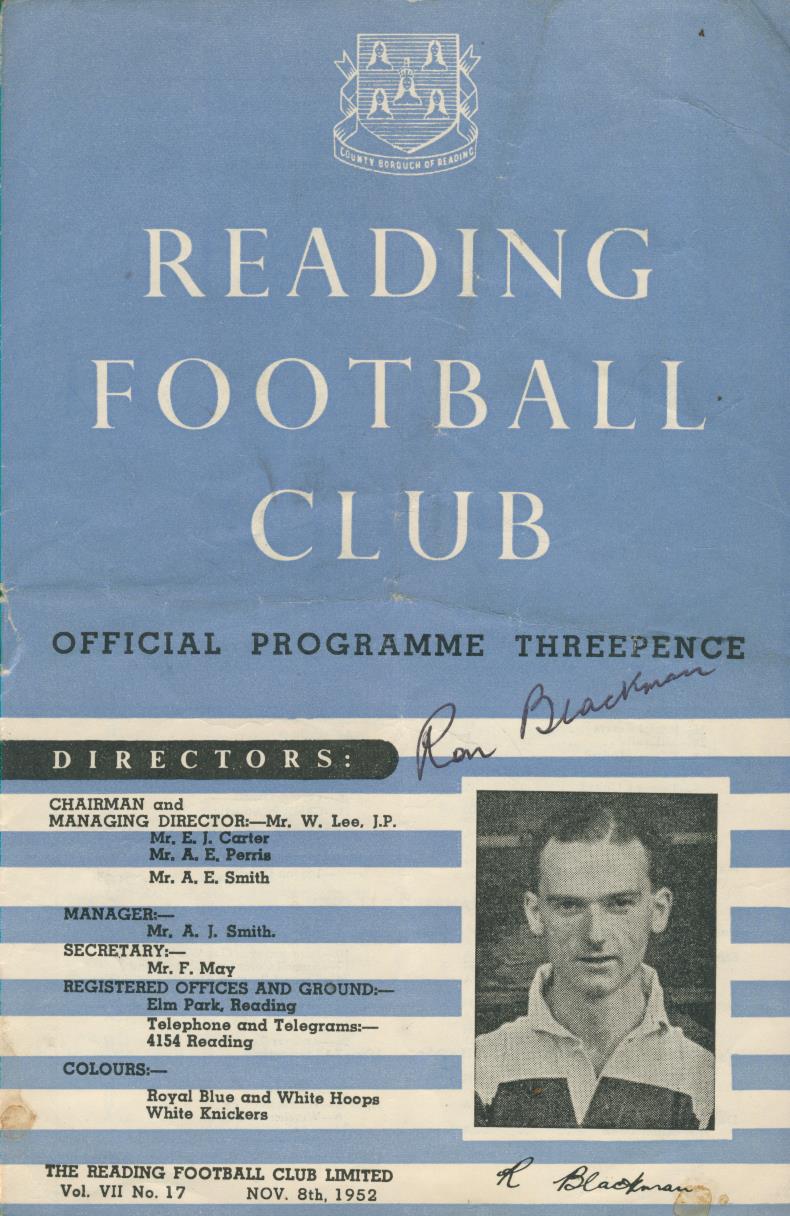 COUNTY BOROUGH OF READING
READING
FOOTBALL
CLUB
OFFICIAL PROGRAMME THREEPENCE
Ron Blackman
DIRECTORS:
CHAIRMAN and
MANAGING DIRECTOR:—Mr. W. Lee, J.P.
Mr. E. J. Carter
Mr. A. E. Perris
Mr. A. E. Smith
MANAGER:—
Mr. A. J. Smith.
SECRETARY:—
Mr. F. May
REGISTERED OFFICES AND GROUND:—
Elm Park, Reading
Telephone and Telegrams:—
4154 Reading
COLOURS:—
Royal Blue and White Hoops
White Knickers
R Blackman
THE READING FOOTBALL CLUB LIMITED
Vol. VII No. 17 NOV. 8th, 1952